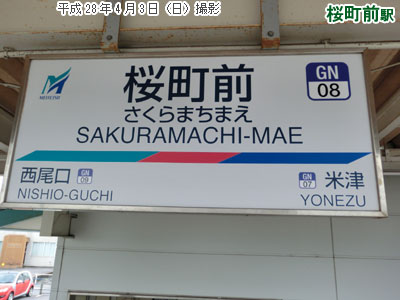 平成28年4月3日（日）撮影
桜町前駅
MEITETSU
桜町前
さくらまちまえ
SAKURAMACHI-MAE
GN
08
西尾口
GN
09
NISHIO-GUCHI
GN
07
米津
YONEZU